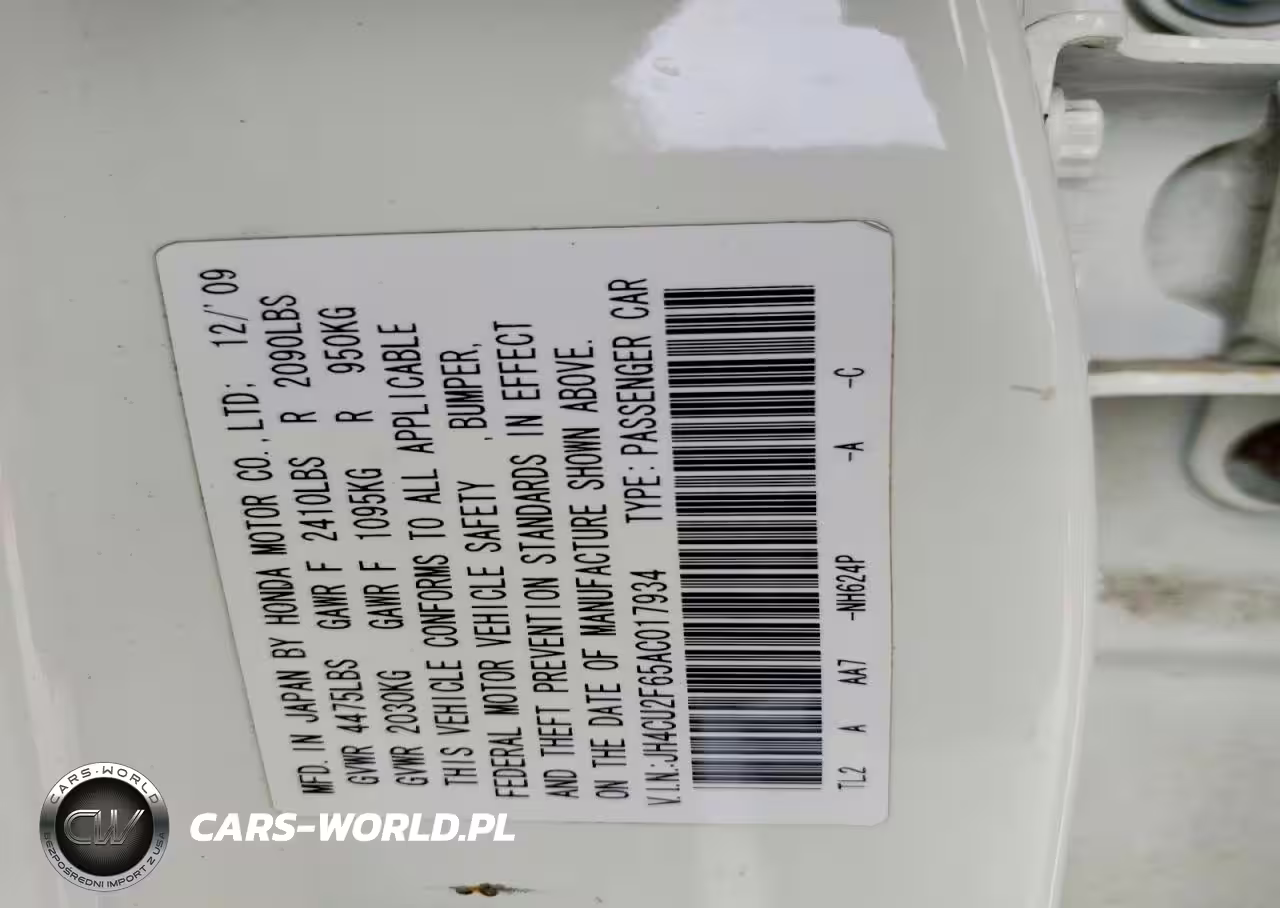 MFD. IN JAPAN BY HONDA MOTOR CO., LTD: 12/'09
GVWR 4475LBS GAWR F 2410LBS R 2090LBS
GVWR 2030KG GAWR F 1095KG R 950KG
THIS VEHICLE CONFORMS TO ALL APPLICABLE
FEDERAL MOTOR VEHICLE SAFETY , BUMPER,
AND THEFT PREVENTION STANDARDS IN EFFECT
ON THE DATE OF MANUFACTURE SHOWN ABOVE.
V.I.N.:JH4CU2F65AC017934 TYPE: PASSENGER CAR
TL2 A AA7 -NH624P -A -C
CARS-WORLD
CW
BEZPOŚREDNI IMPORT Z USA
CARS-WORLD.PL